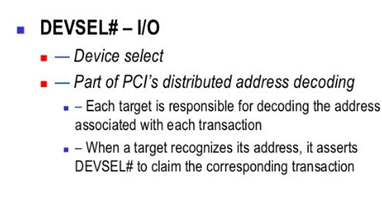 DEVSEL# – I/O
— Device select
— Part of PCI's distributed address decoding
– Each target is responsible for decoding the address
associated with each transaction
– When a target recognizes its address, it asserts
DEVSEL# to claim the corresponding transaction